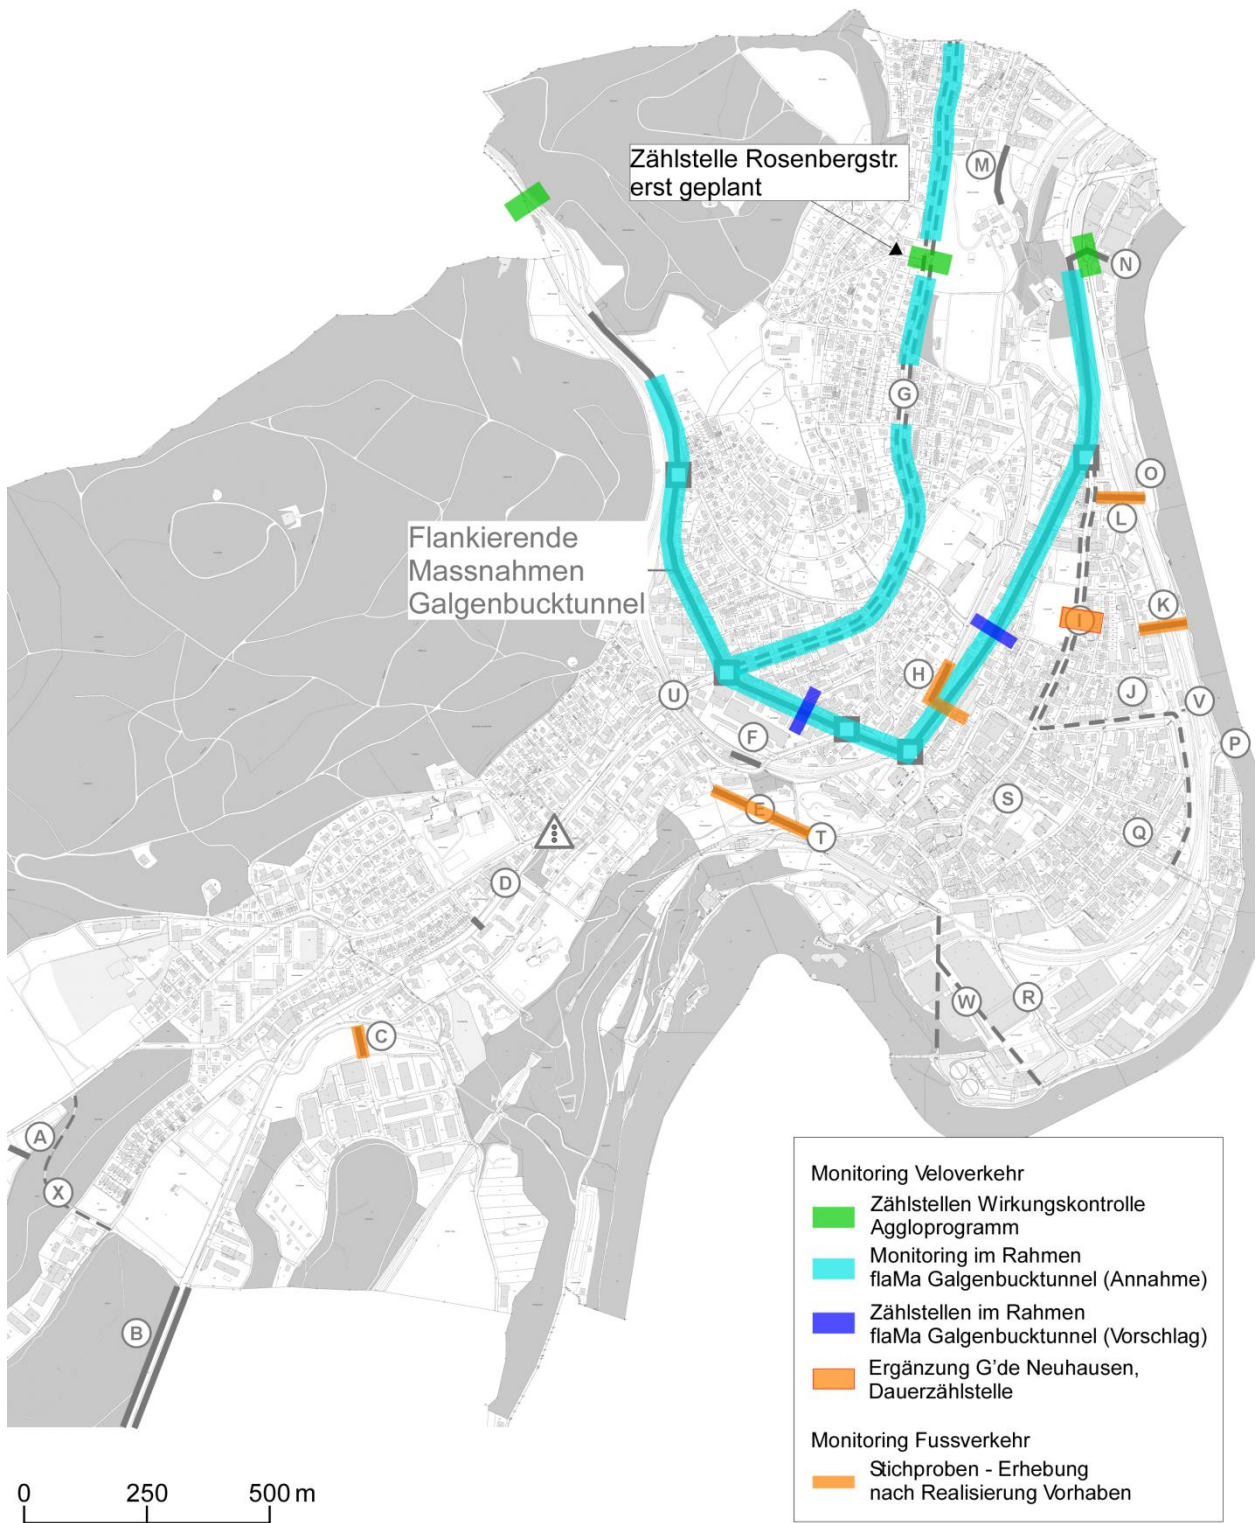 Zählstelle Rosenbergstr.
erst geplant
M
N
G
O
L
Flankierende
Massnahmen
Galgenbucktunnel
I
K
H
U
J
V
F
P
E
S
T
Q
D
W
R
C
A
X
B
Monitoring Veloverkehr
Zählstellen Wirkungskontrolle
Aggloprogramm
Monitoring im Rahmen
flaMa Galgenbucktunnel (Annahme)
Zählstellen im Rahmen
flaMa Galgenbucktunnel (Vorschlag)
Ergänzung G'de Neuhausen,
Dauerzählstelle
Monitoring Fussverkehr
Stichproben - Erhebung
nach Realisierung Vorhaben
0 250 500 m